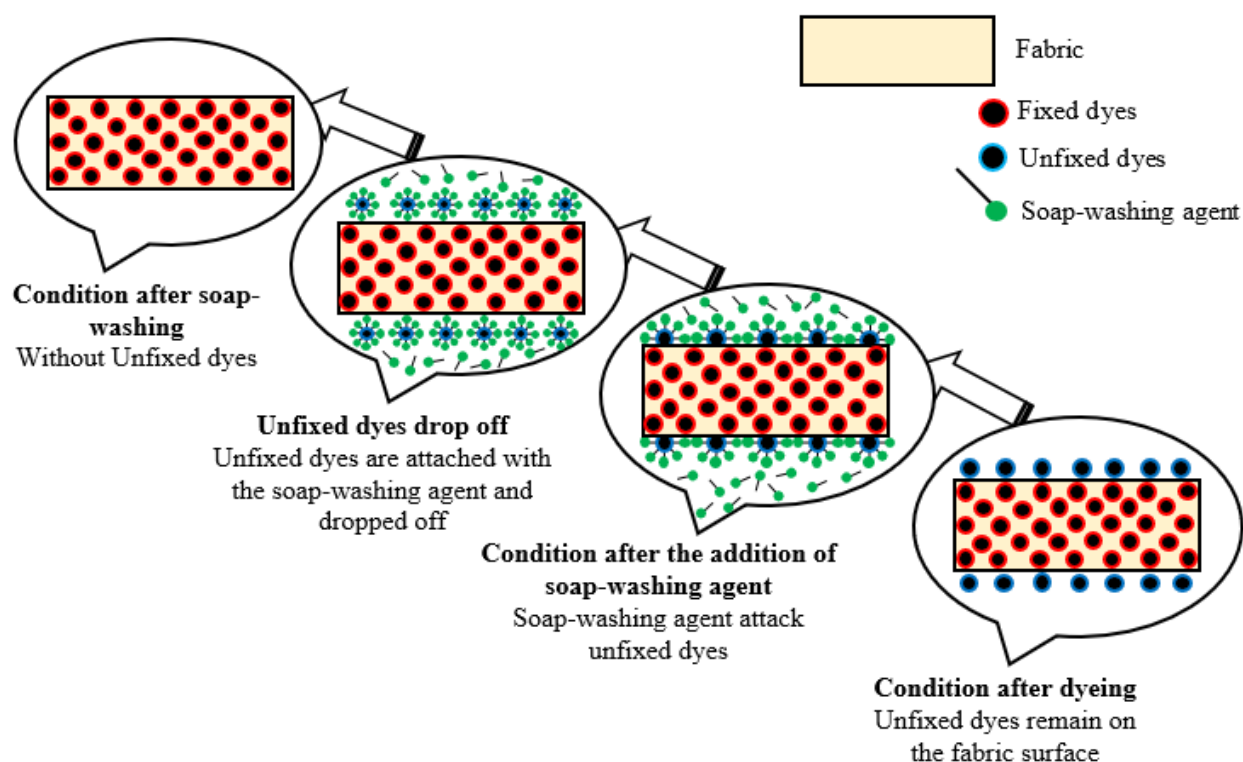 Fabric
Fixed dyes
Unfixed dyes
Soap-washing agent
Condition after soap-
washing
Without Unfixed dyes
Unfixed dyes drop off
Unfixed dyes are attached with
the soap-washing agent and
dropped off
Condition after the addition of
soap-washing agent
Soap-washing agent attack
unfixed dyes
Condition after dyeing
Unfixed dyes remain on
the fabric surface